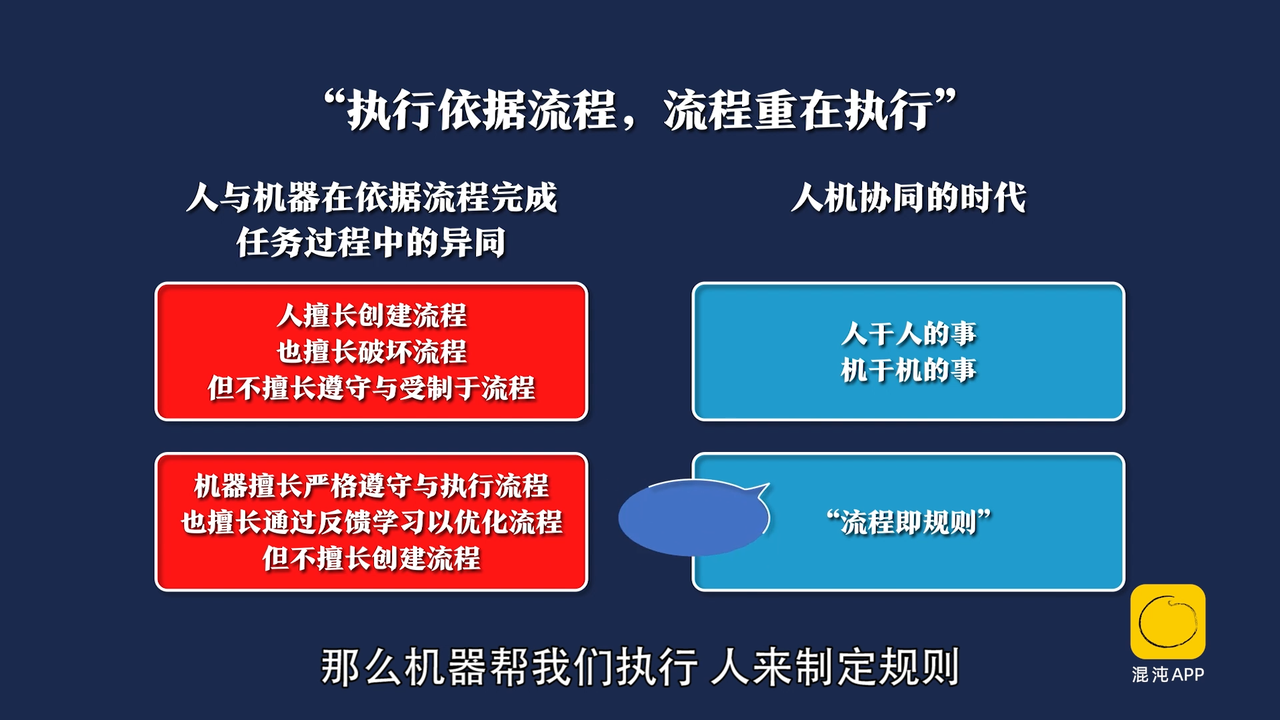 “执行依据流程，流程重在执行”
人与机器在依据流程完成
任务过程中的异同
人擅长创建流程
也擅长破坏流程
但不擅长遵守与受制于流程
机器擅长严格遵守与执行流程
也擅长通过反馈学习以优化流程
但不擅长创建流程
人机协同的时代
人干人的事
机干机的事
“流程即规则”
那么机器帮我们执行 人来制定规则
混沌APP